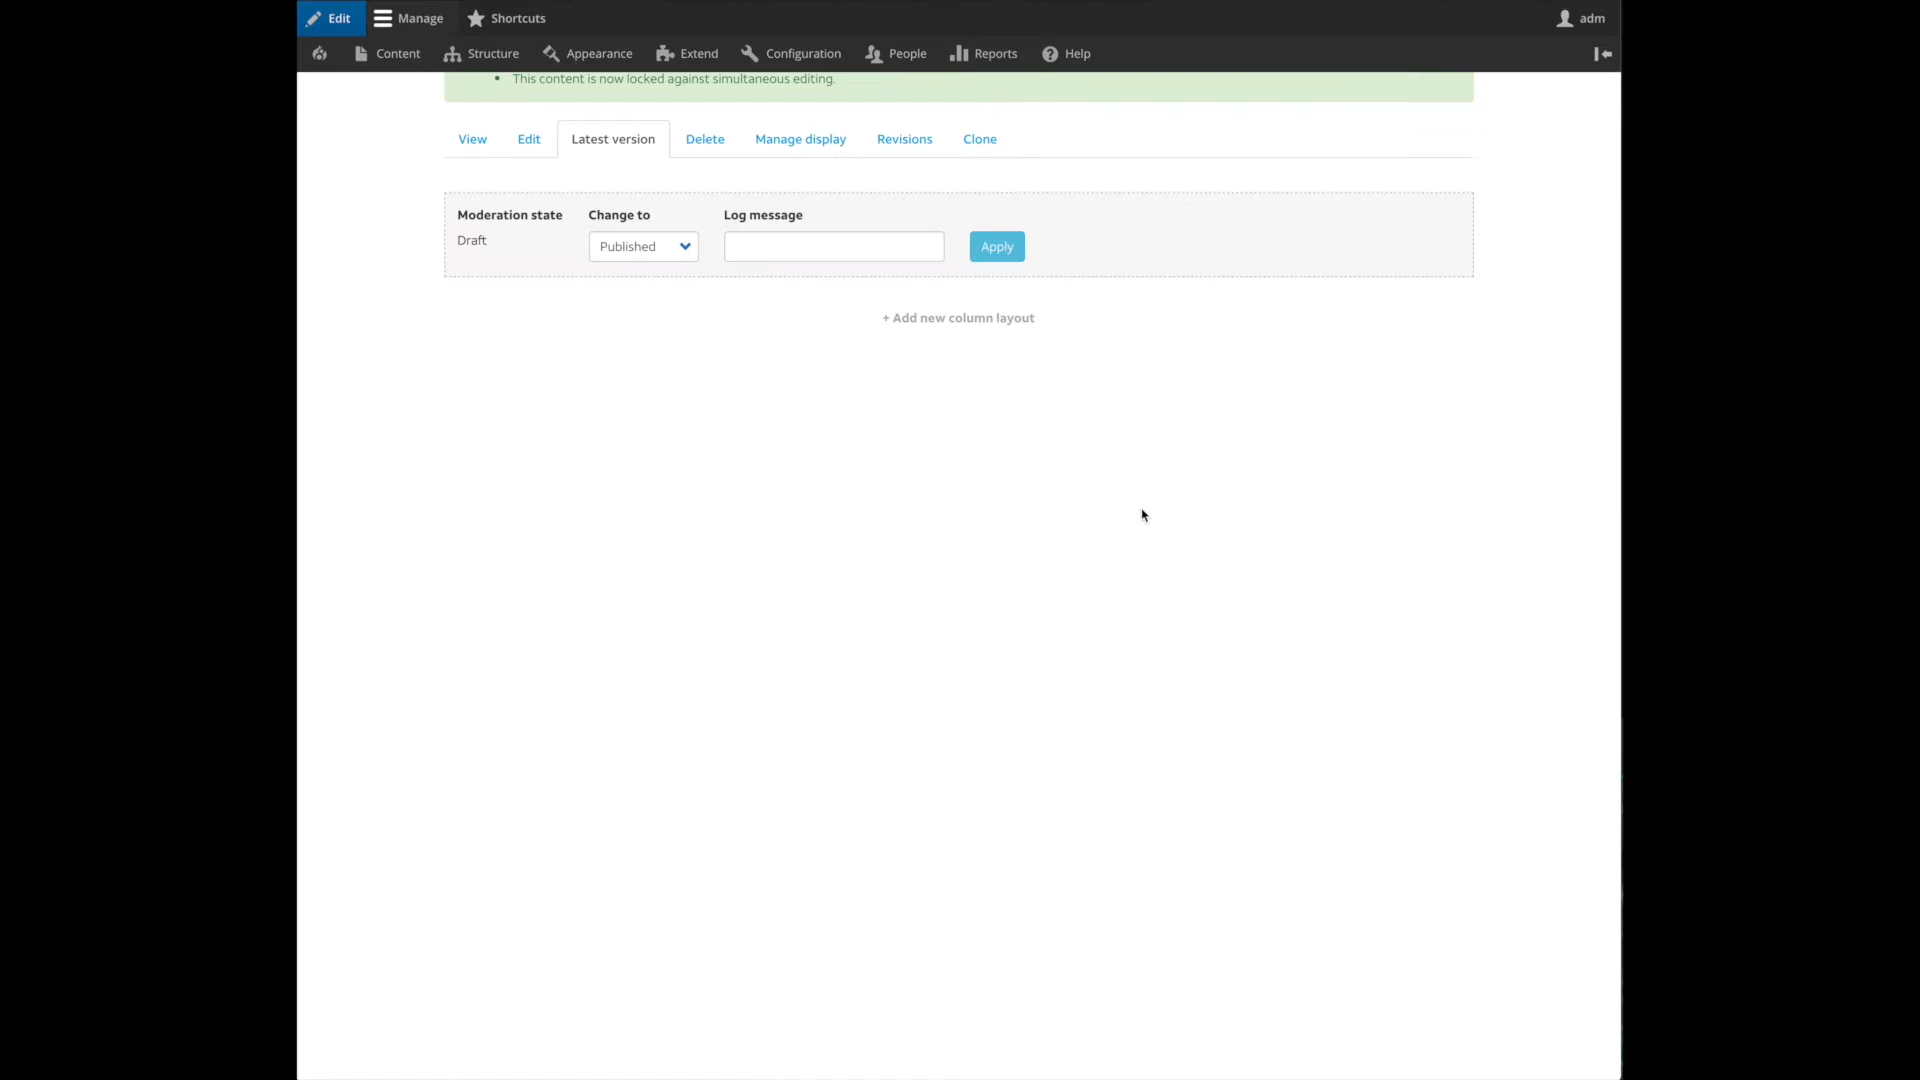 Edit Manage Shortcuts adm
Content Structure Appearance Extend Configuration People Reports Help
This content is now locked against simultaneous editing.
View Edit Latest version Delete Manage display Revisions Clone
Moderation state Change to Log message
Draft Published Apply
+ Add new column layout